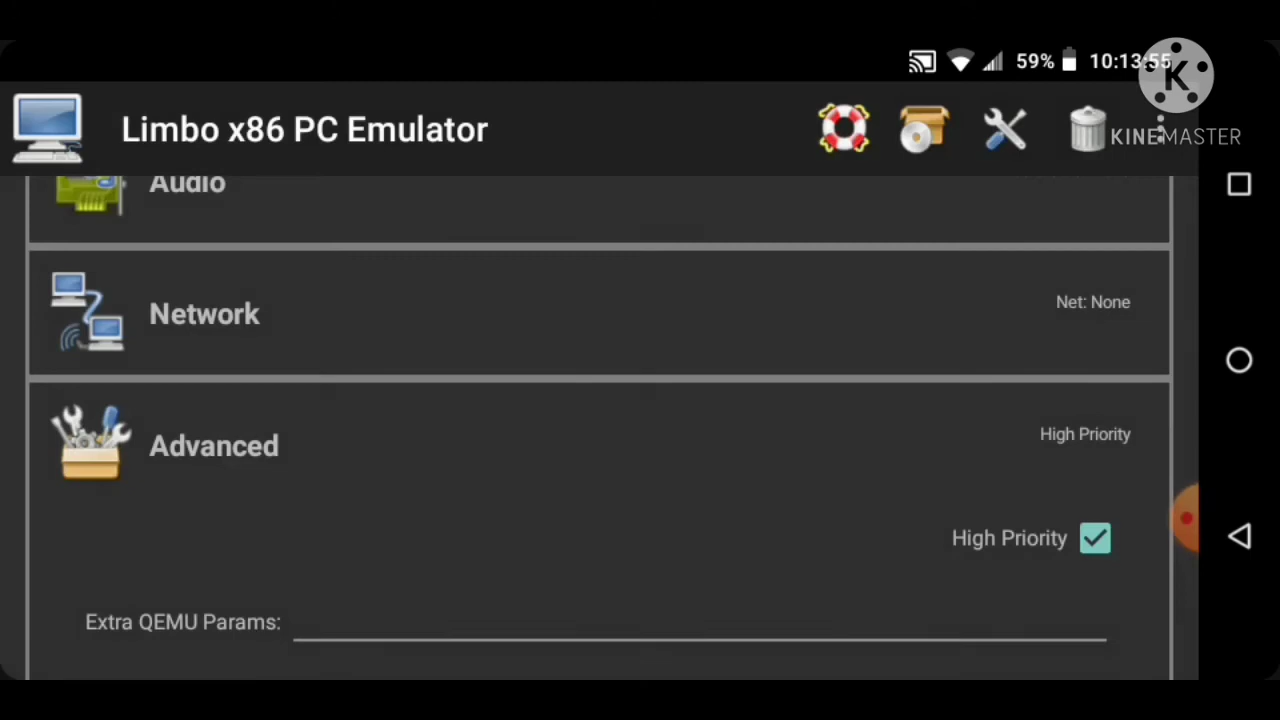 59% 10:13:55
K
KINEMASTER
Limbo x86 PC Emulator
Audio
Network
Net: None
Advanced
High Priority
High Priority
Extra QEMU Params: